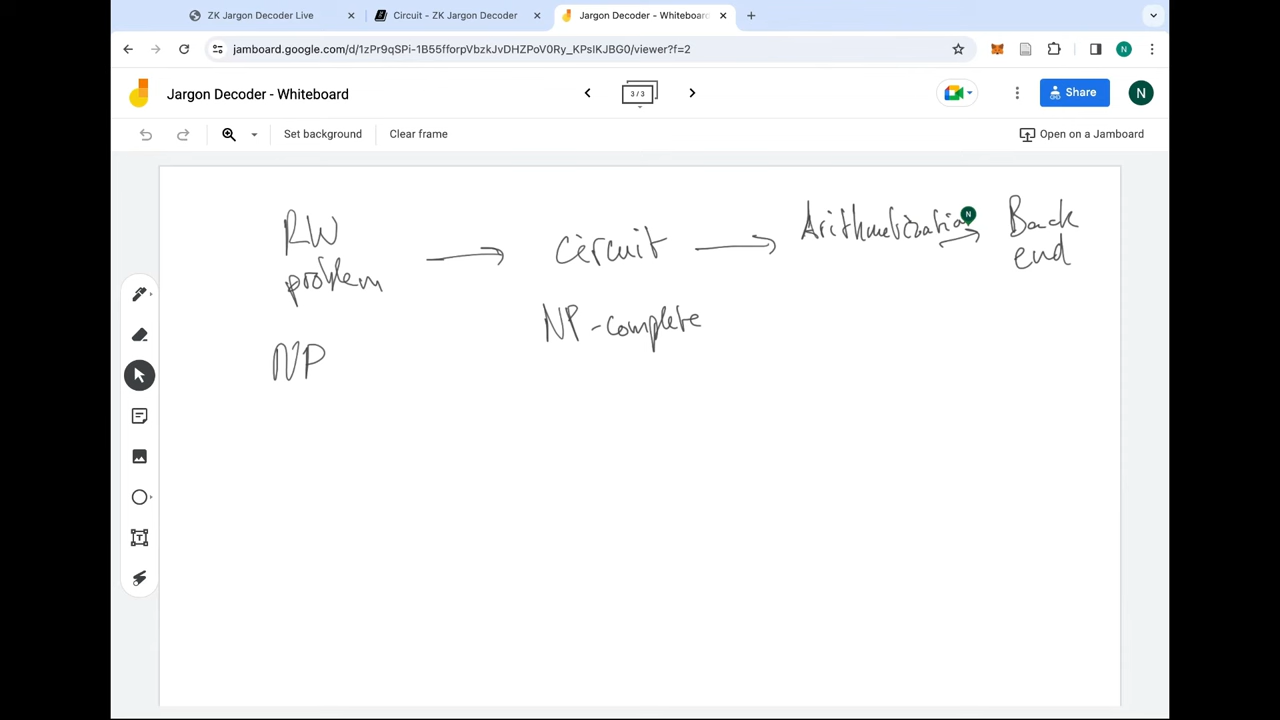 ZK Jargon Decoder Live
Circuit - ZK Jargon Decoder
Jargon Decoder - Whiteboard
jamboard.google.com/d/1zPr9qSPi-1B55fforpVbzkJvDHZPoV0Ry_KPslKJBG0/viewer?f=2
N
Jargon Decoder - Whiteboard
3 / 3
Share
N
Set background
Clear frame
Open on a Jamboard
RW problem
circuit
Arithmetization
N
Back end
NP
NP-complete